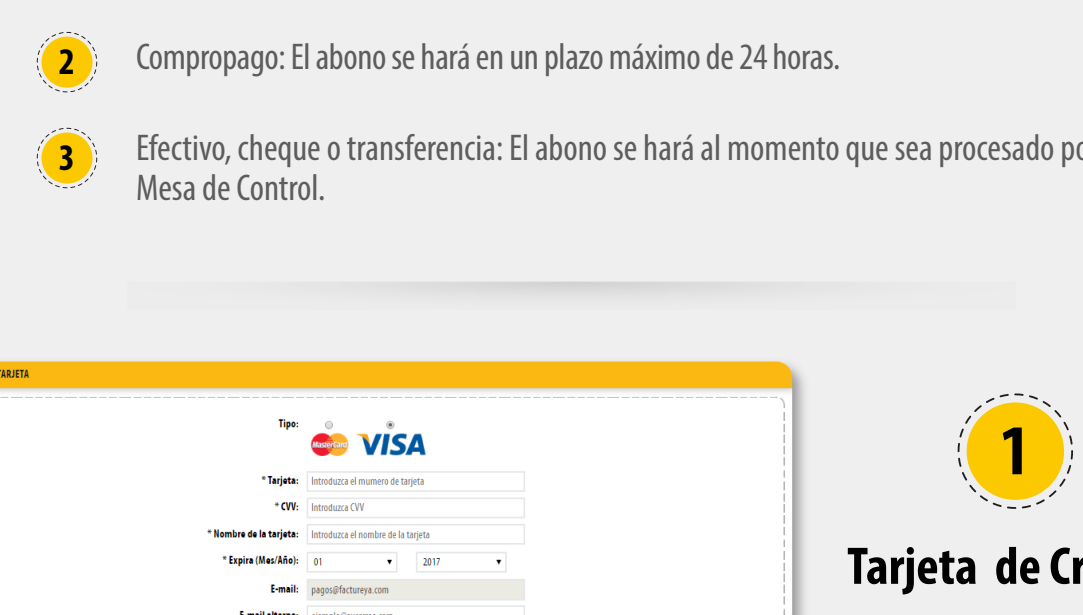 2
Compropago: El abono se hará en un plazo máximo de 24 horas.
3
Efectivo, cheque o transferencia: El abono se hará al momento que sea procesado
Mesa de Control.
TARJETA
Tipo:
MasterCard VISA
* Tarjeta: Introduzca el mumero de tarjeta
* CVV: Introduzca CVV
* Nombre de la tarjeta: Introduzca el nombre de la tarjeta
* Expira (Mes/Año): 01 2017
E-mail: pagos@factureya.com
E-mail alterno:
1
Tarjeta de